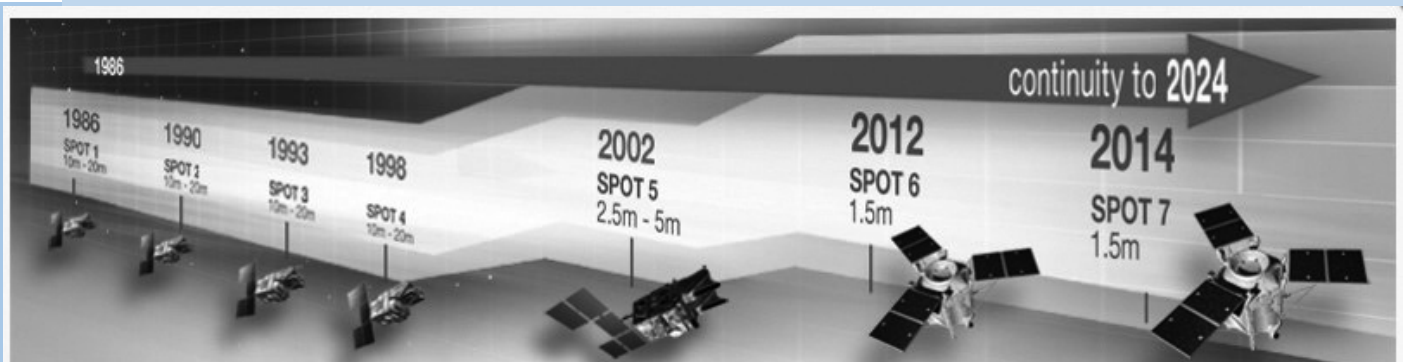 1986
continuity to 2024
1986
SPOT 1
10m - 20m
1990
SPOT 2
10m - 20m
1993
SPOT 3
10m - 20m
1998
SPOT 4
10m - 20m
2002
SPOT 5
2.5m - 5m
2012
SPOT 6
1.5m
2014
SPOT 7
1.5m